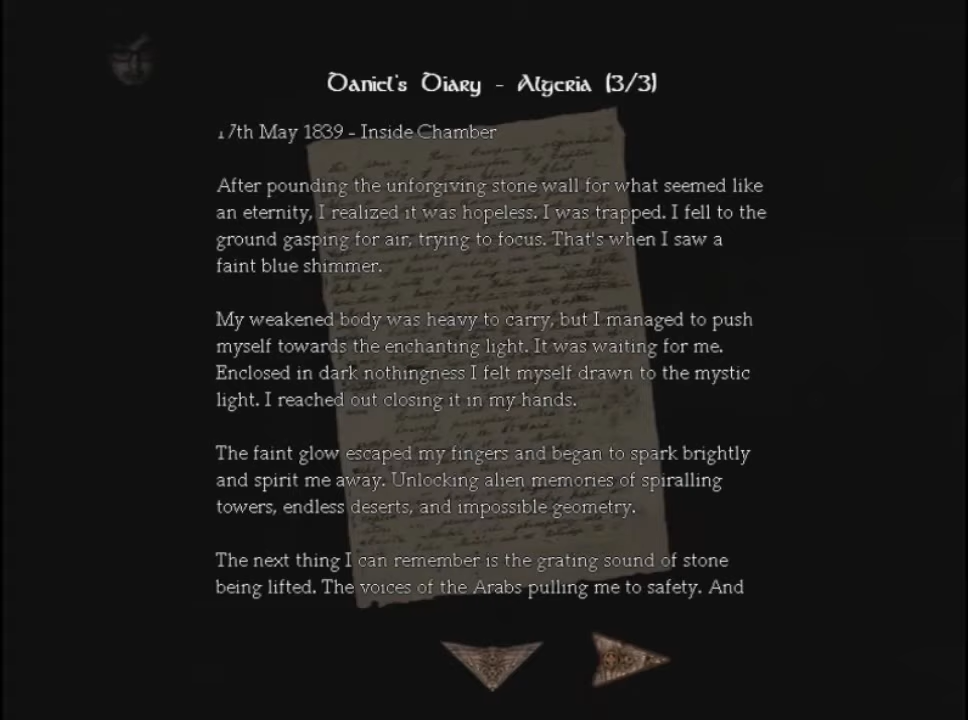 Daniel's Diary - Algeria (3/3)
17th May 1839 - Inside Chamber
After pounding the unforgiving stone wall for what seemed like
an eternity, I realized it was hopeless. I was trapped. I fell to the
ground gasping for air, trying to focus. That's when I saw a
faint blue shimmer.
My weakened body was heavy to carry, but I managed to push
myself towards the enchanting light. It was waiting for me.
Enclosed in dark nothingness I felt myself drawn to the mystic
light. I reached out closing it in my hands.
The faint glow escaped my fingers and began to spark brightly
and spirit me away. Unlocking alien memories of spiralling
towers, endless deserts, and impossible geometry.
The next thing I can remember is the grating sound of stone
being lifted. The voices of the Arabs pulling me to safety. And